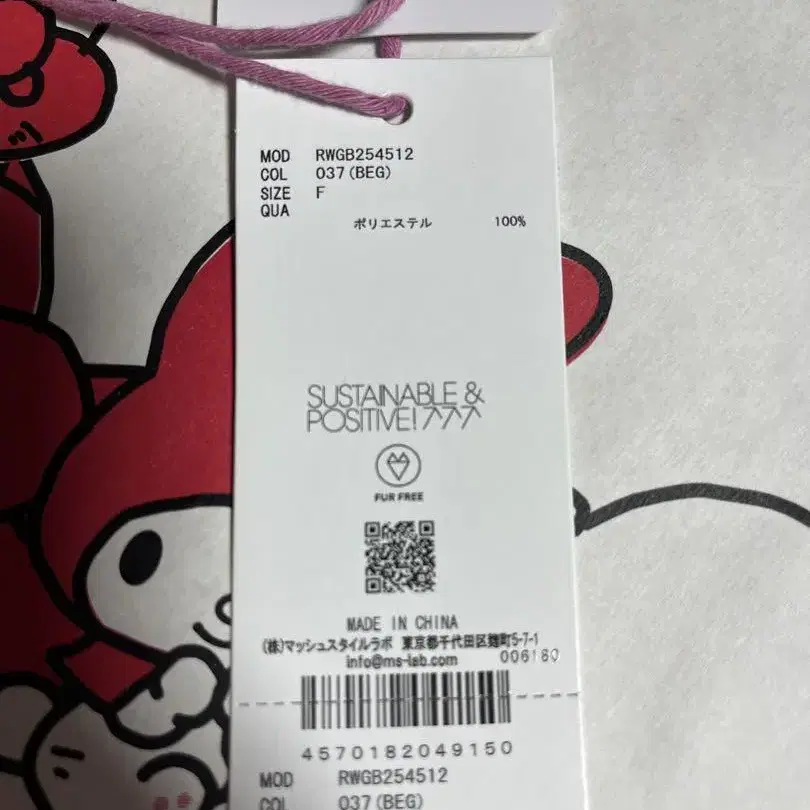 MOD RWGB254512
COL 037(BEG)
SIZE F
QUA
ポリエステル 100%
SUSTAINABLE &
POSITIVE! 777
FUR FREE
MADE IN CHINA
(株)マッシュスタイルラボ 東京都千代田区麹町5-7-1
info@ms-lab.com 006180
4570182049150
MOD RWGB254512
COL 037(BEG)